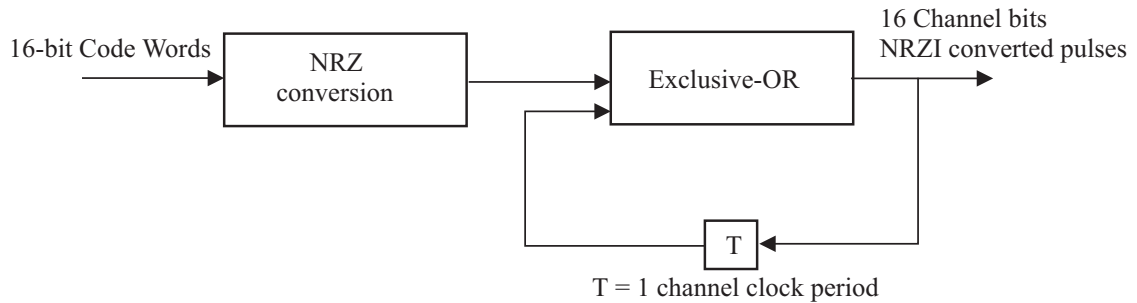 16 Channel bits
NRZI converted pulses
16-bit Code Words
NRZ
conversion
Exclusive-OR
T
T = 1 channel clock period